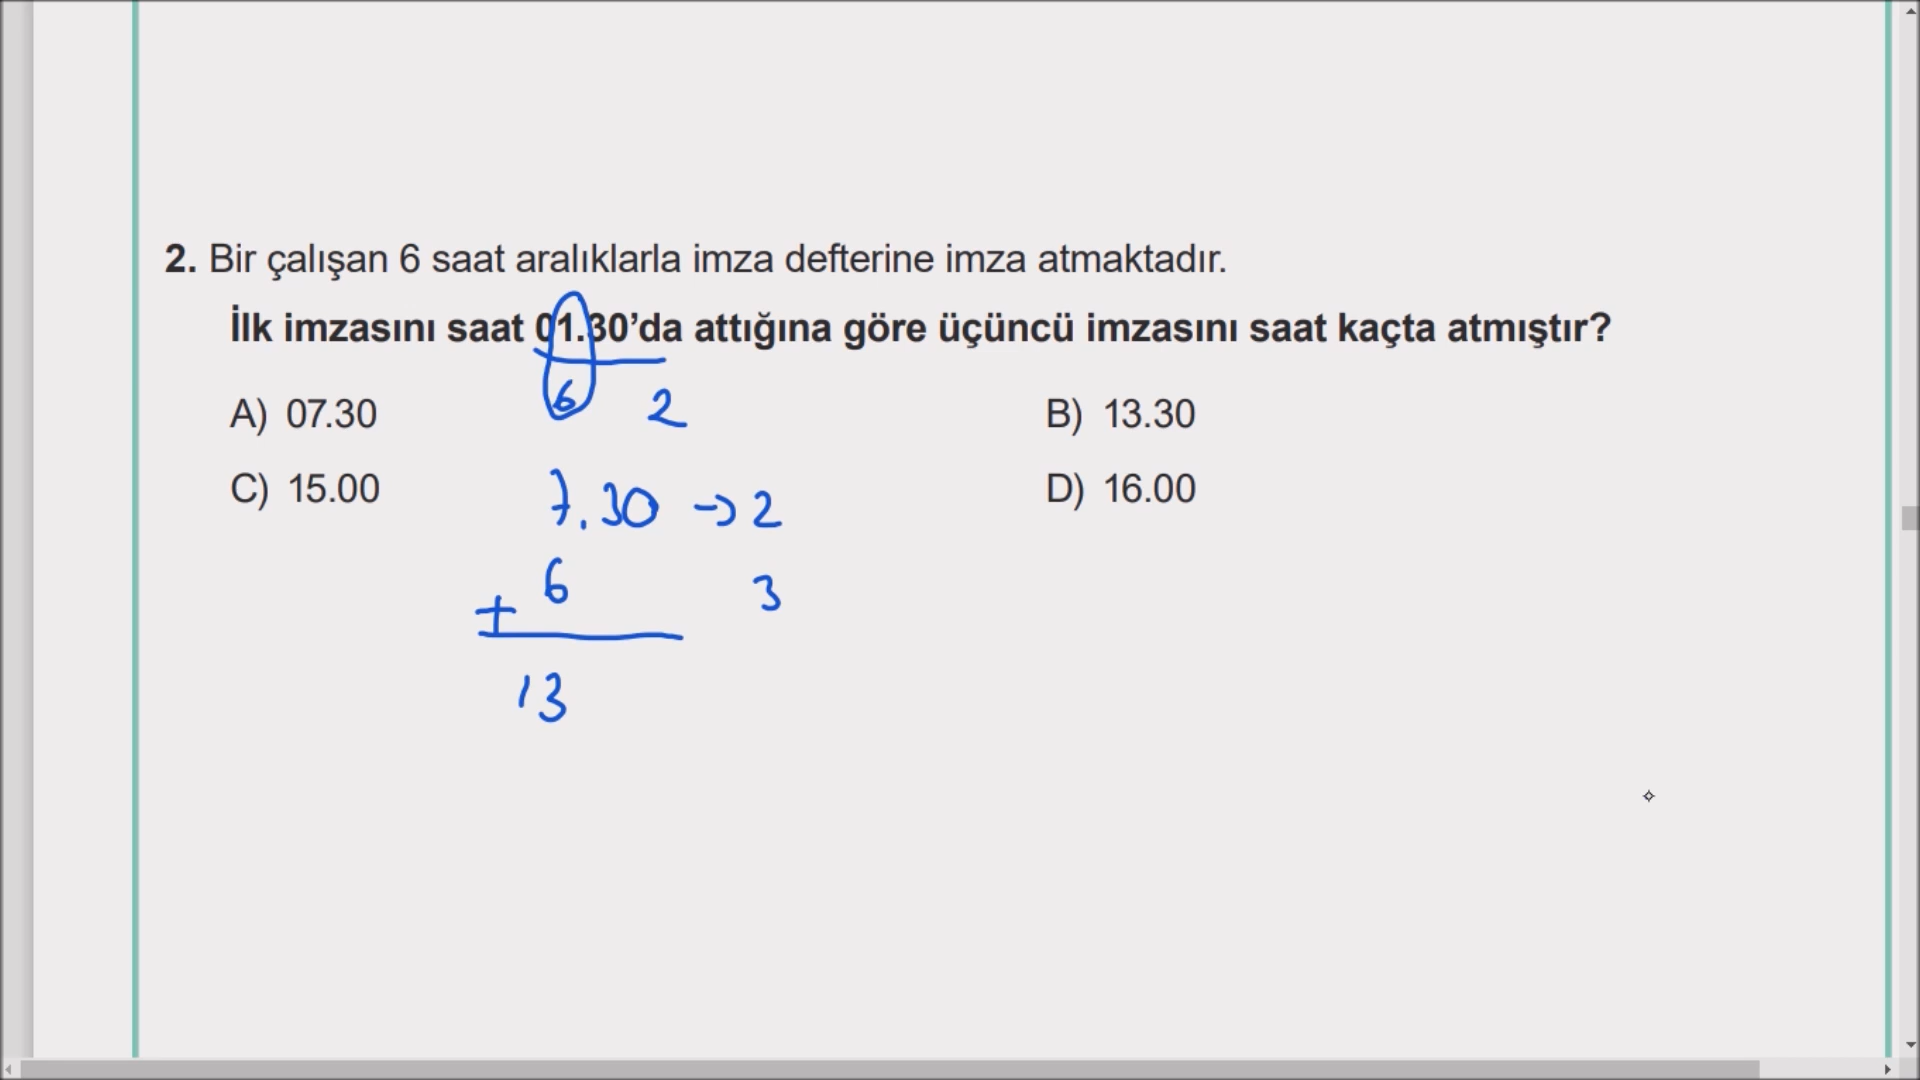 2. Bir çalışan 6 saat aralıklarla imza defterine imza atmaktadır.
İlk imzasını saat 01.30’da attığına göre üçüncü imzasını saat kaçta atmıştır?
6 2
A) 07.30
B) 13.30
C) 15.00
D) 16.00
7.30 → 2
+ 6 3
13